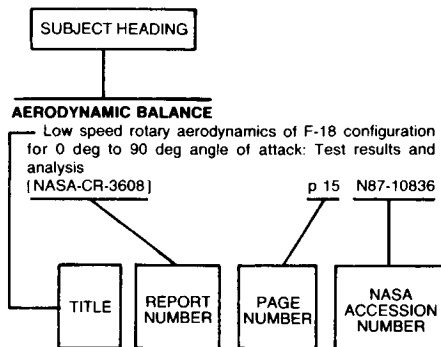 SUBJECT HEADING
AERODYNAMIC BALANCE
Low speed rotary aerodynamics of F-18 configuration
for 0 deg to 90 deg angle of attack: Test results and
analysis
[NASA-CR-3608] p 15 N87-10836
TITLE
REPORT
NUMBER
PAGE
NUMBER
NASA
ACCESSION
NUMBER